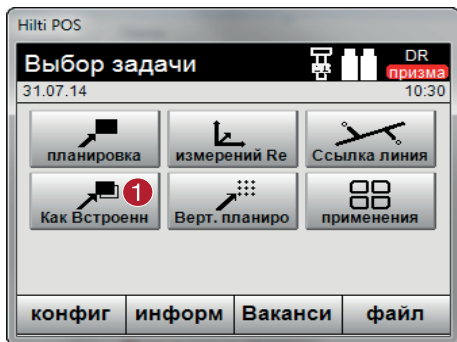 Hilti POS
Выбор задачи
DR
призма
31.07.14 10:30
планировка измерений Re Ссылка линия
Как Встроенн 1 Верт. планиро применения
конфиг информ Ваканси файл